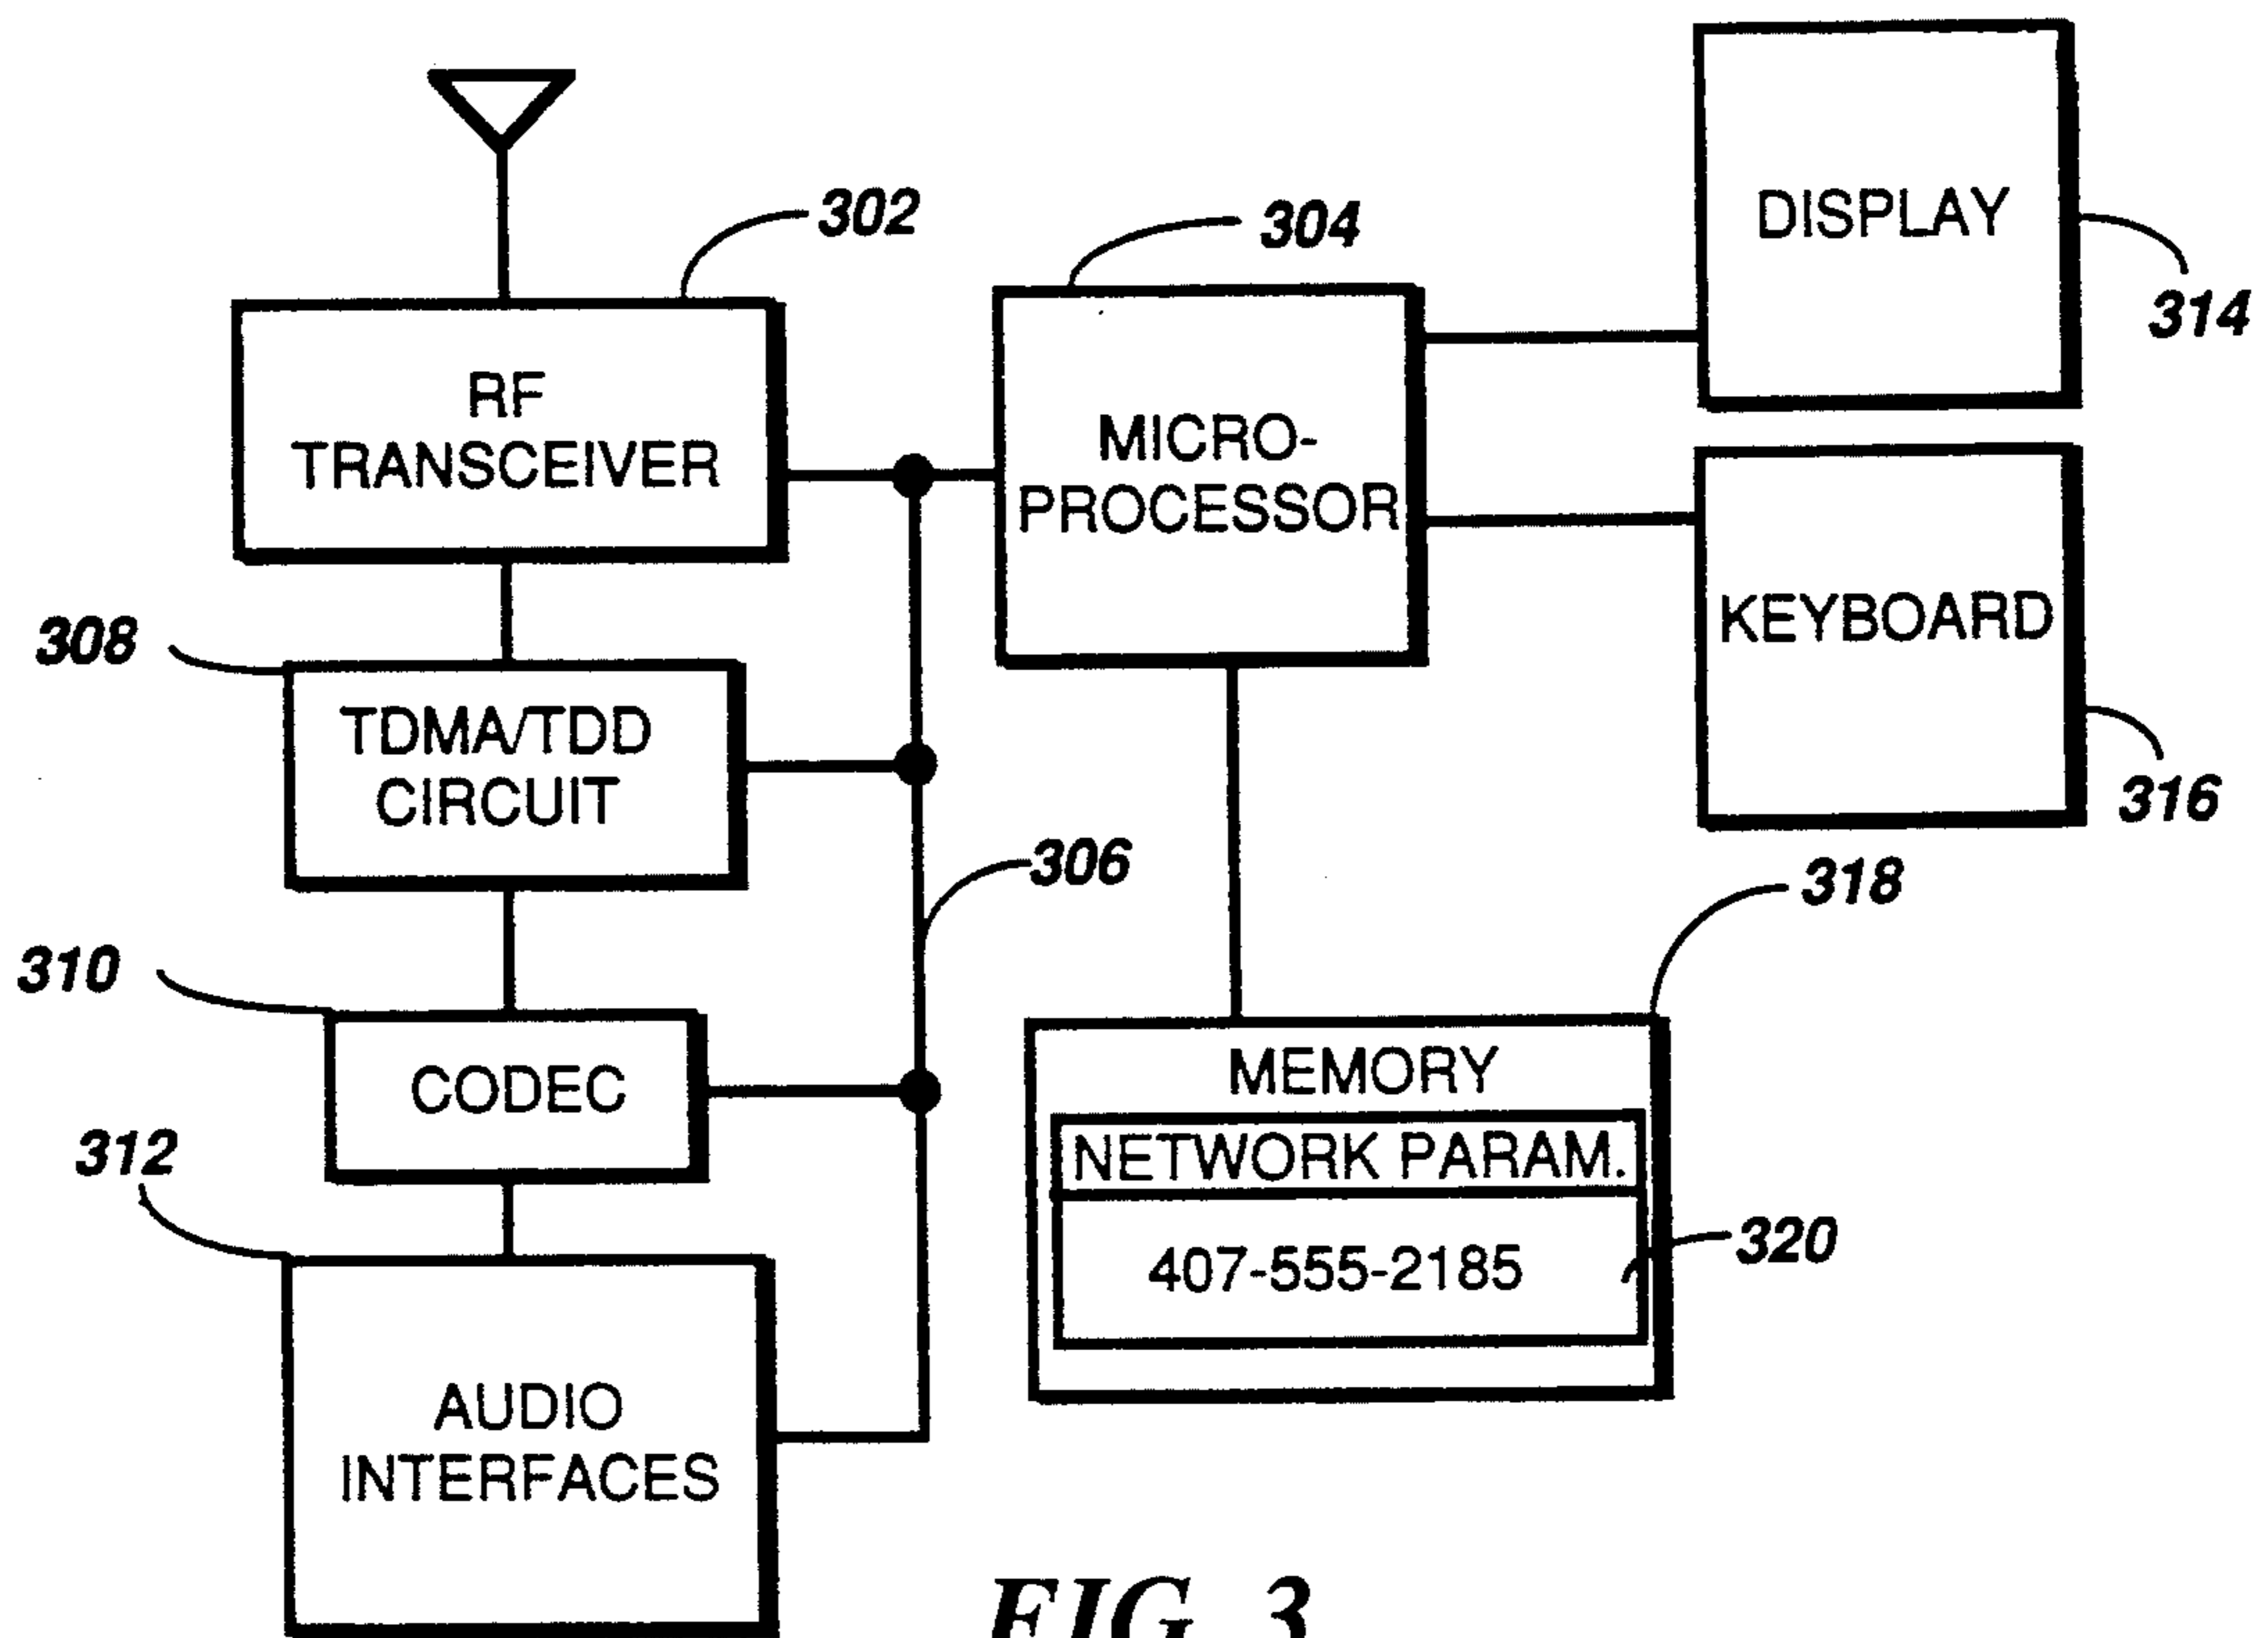 302
304
DISPLAY
314
RF
TRANSCEIVER
MICRO-
PROCESSOR
KEYBOARD
316
308
TDMA/TDD
CIRCUIT
306
318
310
CODEC
MEMORY
312
NETWORK PARAM.
407-555-2185
320
AUDIO
INTERFACES
FIG. 3